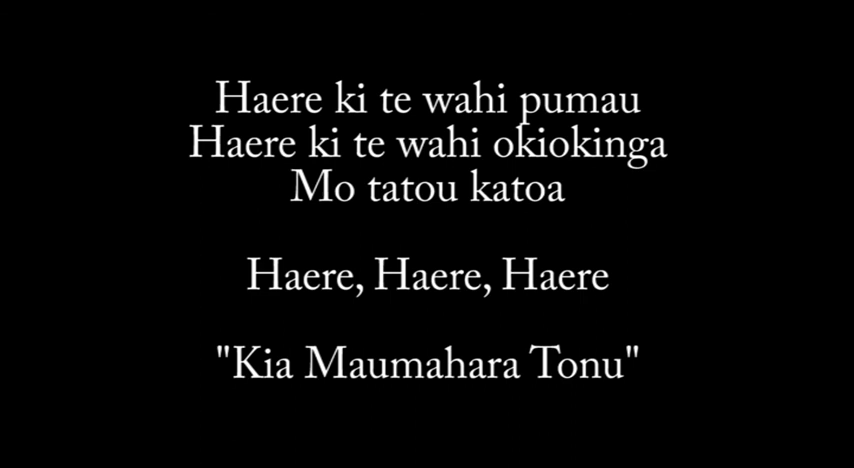 Haere ki te wahi pumau
Haere ki te wahi okiokinga
Mo tatou katoa
Haere, Haere, Haere
"Kia Maumahara Tonu"